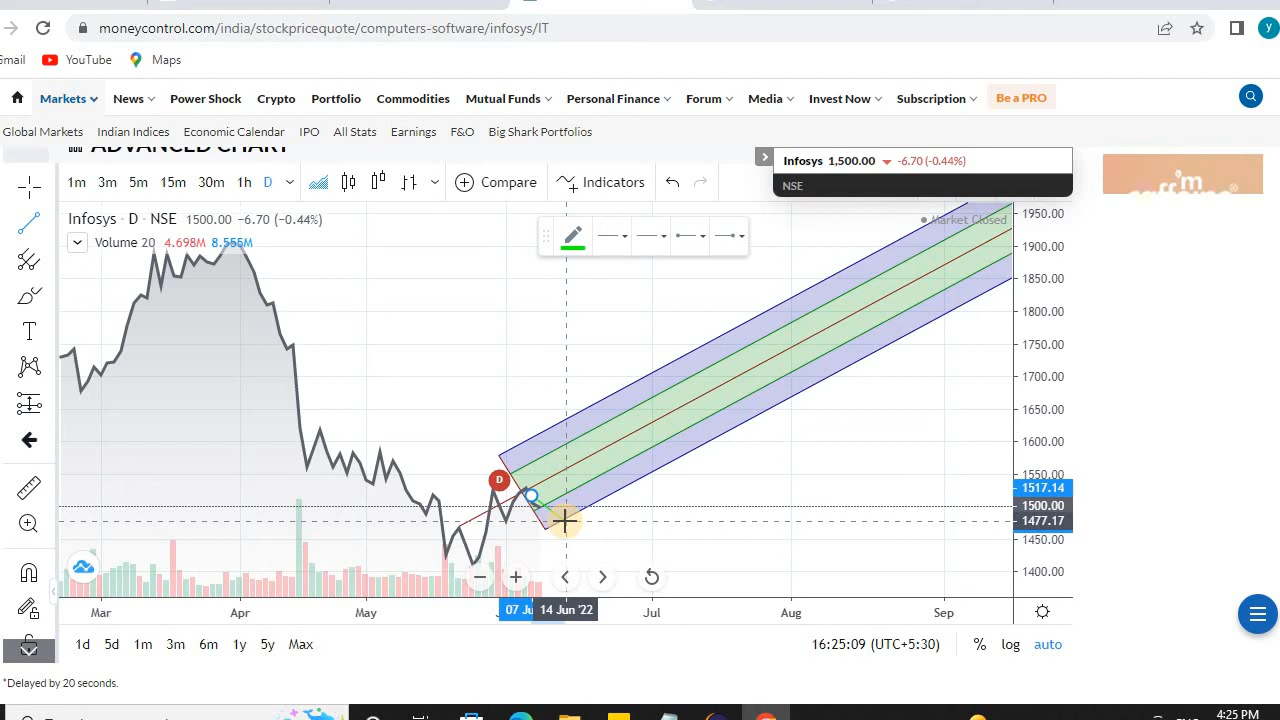 moneycontrol.com/india/stockpricequote/computers-software/infosys/IT
y
Gmail YouTube Maps
Markets News Power Shock Crypto Portfolio Commodities Mutual Funds Personal Finance Forum Media Invest Now Subscription Be a PRO
Global Markets Indian Indices Economic Calendar IPO All Stats Earnings F&O Big Shark Portfolios
ADVANCED CHART
Infosys 1,500.00 -6.70 (-0.44%)
NSE
1m 3m 5m 15m 30m 1h D Compare Indicators
Infosys · D · NSE 1500.00 −6.70 (−0.44%)
Market Closed
Volume 20 4.698M 8.555M
1950.00
1900.00
1850.00
1800.00
1750.00
1700.00
1650.00
1600.00
1550.00
1517.14
1500.00
1477.17
1450.00
1400.00
D
Mar Apr May 07 Ju 14 Jun '22 Jul Aug Sep
1d 5d 1m 3m 6m 1y 5y Max 16:25:09 (UTC+5:30) % log auto
*Delayed by 20 seconds.
4:25 PM